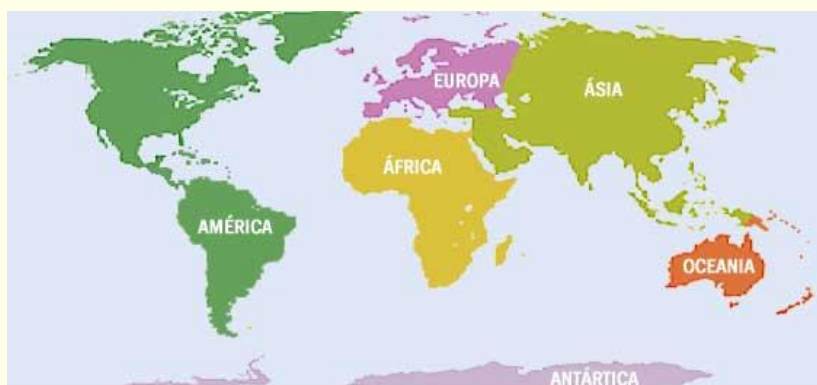 EUROPA
ÁSIA
ÁFRICA
AMÉRICA
OCEANIA
ANTÁRTICA